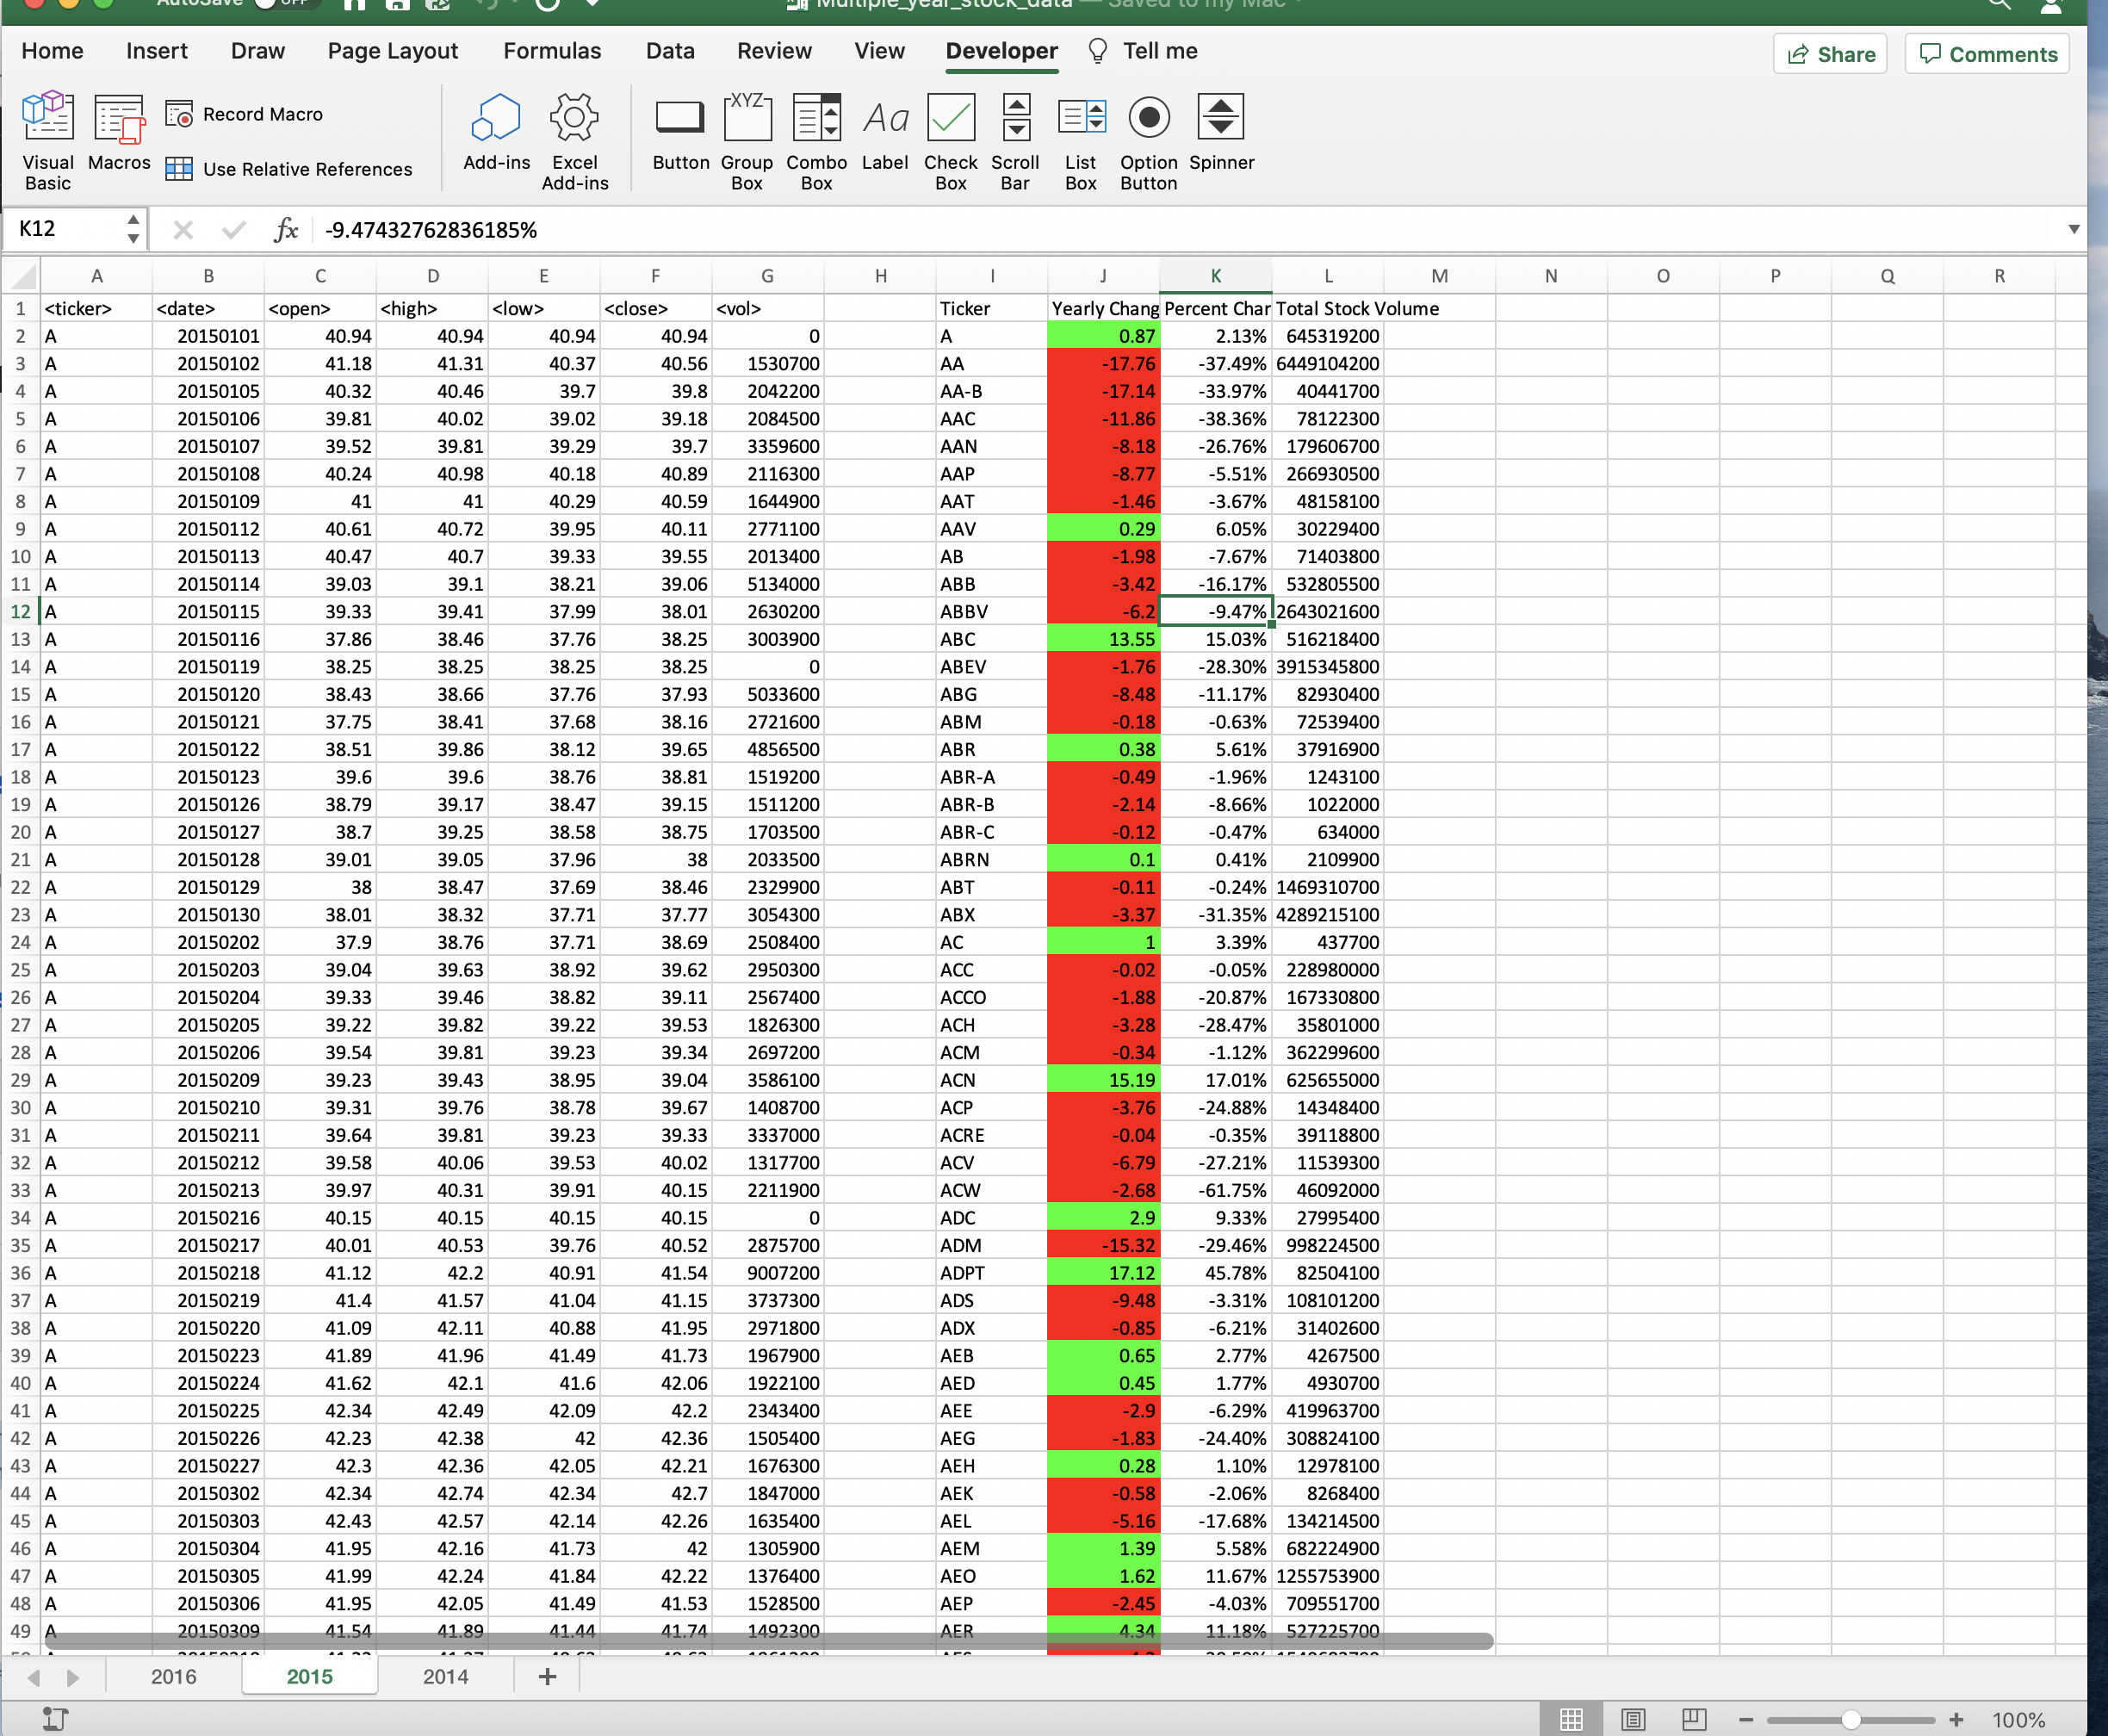 AutoSave OFF Multiple_year_stock_data — Saved to my Mac
Home Insert Draw Page Layout Formulas Data Review View Developer Tell me Share Comments
Visual Basic Macros Record Macro Use Relative References Add-ins Excel Add-ins Button XYZ Group Box Combo Box Aa Label Check Box Scroll Bar List Box Option Button Spinner
K12 fx -9.47432762836185%
A B C D E F G H I J K L M N O P Q R
1 <ticker> <date> <open> <high> <low> <close> <vol> Ticker Yearly Chang Percent Char Total Stock Volume
2 A 20150101 40.94 40.94 40.94 40.94 0 A 0.87 2.13% 645319200
3 A 20150102 41.18 41.31 40.37 40.56 1530700 AA -17.76 -37.49% 6449104200
4 A 20150105 40.32 40.46 39.7 39.8 2042200 AA-B -17.14 -33.97% 40441700
5 A 20150106 39.81 40.02 39.02 39.18 2084500 AAC -11.86 -38.36% 78122300
6 A 20150107 39.52 39.81 39.29 39.7 3359600 AAN -8.18 -26.76% 179606700
7 A 20150108 40.24 40.98 40.18 40.89 2116300 AAP -8.77 -5.51% 266930500
8 A 20150109 41 41 40.29 40.59 1644900 AAT -1.46 -3.67% 48158100
9 A 20150112 40.61 40.72 39.95 40.11 2771100 AAV 0.29 6.05% 30229400
10 A 20150113 40.47 40.7 39.33 39.55 2013400 AB -1.98 -7.67% 71403800
11 A 20150114 39.03 39.1 38.21 39.06 5134000 ABB -3.42 -16.17% 532805500
12 A 20150115 39.33 39.41 37.99 38.01 2630200 ABBV -6.2 -9.47% 2643021600
13 A 20150116 37.86 38.46 37.76 38.25 3003900 ABC 13.55 15.03% 516218400
14 A 20150119 38.25 38.25 38.25 38.25 0 ABEV -1.76 -28.30% 3915345800
15 A 20150120 38.43 38.66 37.76 37.93 5033600 ABG -8.48 -11.17% 82930400
16 A 20150121 37.75 38.41 37.68 38.16 2721600 ABM -0.18 -0.63% 72539400
17 A 20150122 38.51 39.86 38.12 39.65 4856500 ABR 0.38 5.61% 37916900
18 A 20150123 39.6 39.6 38.76 38.81 1519200 ABR-A -0.49 -1.96% 1243100
19 A 20150126 38.79 39.17 38.47 39.15 1511200 ABR-B -2.14 -8.66% 1022000
20 A 20150127 38.7 39.25 38.58 38.75 1703500 ABR-C -0.12 -0.47% 634000
21 A 20150128 39.01 39.05 37.96 38 2033500 ABRN 0.1 0.41% 2109900
22 A 20150129 38 38.47 37.69 38.46 2329900 ABT -0.11 -0.24% 1469310700
23 A 20150130 38.01 38.32 37.71 37.77 3054300 ABX -3.37 -31.35% 4289215100
24 A 20150202 37.9 38.76 37.71 38.69 2508400 AC 1 3.39% 437700
25 A 20150203 39.04 39.63 38.92 39.62 2950300 ACC -0.02 -0.05% 228980000
26 A 20150204 39.33 39.46 38.82 39.11 2567400 ACCO -1.88 -20.87% 167330800
27 A 20150205 39.22 39.82 39.22 39.53 1826300 ACH -3.28 -28.47% 35801000
28 A 20150206 39.54 39.81 39.23 39.34 2697200 ACM -0.34 -1.12% 362299600
29 A 20150209 39.23 39.43 38.95 39.04 3586100 ACN 15.19 17.01% 625655000
30 A 20150210 39.31 39.76 38.78 39.67 1408700 ACP -3.76 -24.88% 14348400
31 A 20150211 39.64 39.81 39.23 39.33 3337000 ACRE -0.04 -0.35% 39118800
32 A 20150212 39.58 40.06 39.53 40.02 1317700 ACV -6.79 -27.21% 11539300
33 A 20150213 39.97 40.31 39.91 40.15 2211900 ACW -2.68 -61.75% 46092000
34 A 20150216 40.15 40.15 40.15 40.15 0 ADC 2.9 9.33% 27995400
35 A 20150217 40.01 40.53 39.76 40.52 2875700 ADM -15.32 -29.46% 998224500
36 A 20150218 41.12 42.2 40.91 41.54 9007200 ADPT 17.12 45.78% 82504100
37 A 20150219 41.4 41.57 41.04 41.15 3737300 ADS -9.48 -3.31% 108101200
38 A 20150220 41.09 42.11 40.88 41.95 2971800 ADX -0.85 -6.21% 31402600
39 A 20150223 41.89 41.96 41.49 41.73 1967900 AEB 0.65 2.77% 4267500
40 A 20150224 41.62 42.1 41.6 42.06 1922100 AED 0.45 1.77% 4930700
41 A 20150225 42.34 42.49 42.09 42.2 2343400 AEE -2.9 -6.29% 419963700
42 A 20150226 42.23 42.38 42 42.36 1505400 AEG -1.83 -24.40% 308824100
43 A 20150227 42.3 42.36 42.05 42.21 1676300 AEH 0.28 1.10% 12978100
44 A 20150302 42.34 42.74 42.34 42.7 1847000 AEK -0.58 -2.06% 8268400
45 A 20150303 42.43 42.57 42.14 42.26 1635400 AEL -5.16 -17.68% 134214500
46 A 20150304 41.95 42.16 41.73 42 1305900 AEM 1.39 5.58% 682224900
47 A 20150305 41.99 42.24 41.84 42.22 1376400 AEO 1.62 11.67% 1255753900
48 A 20150306 41.95 42.05 41.49 41.53 1528500 AEP -2.45 -4.03% 709551700
49 A 20150309 41.54 41.89 41.44 41.74 1492300 AER 4.34 11.18% 527225700
2016 2015 2014 +
100%